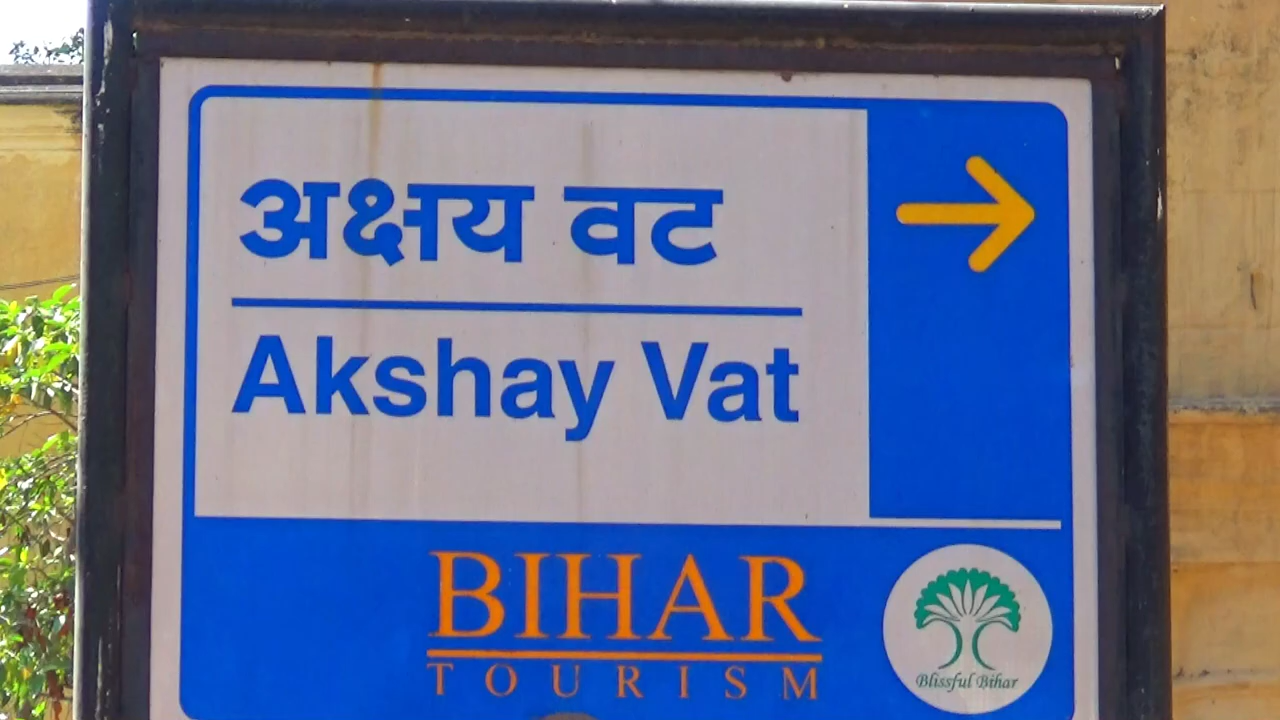 अक्षय वट
Akshay Vat
BIHAR
TOURISM
Blissful Bihar